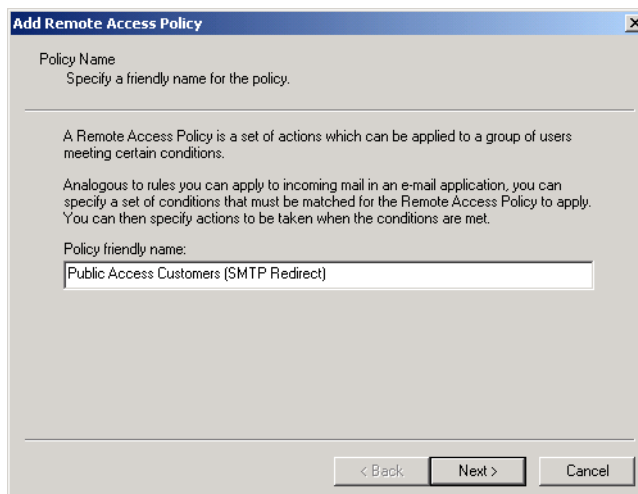 Add Remote Access Policy
Policy Name
Specify a friendly name for the policy.
A Remote Access Policy is a set of actions which can be applied to a group of users
meeting certain conditions.
Analogous to rules you can apply to incoming mail in an e-mail application, you can
specify a set of conditions that must be matched for the Remote Access Policy to apply.
You can then specify actions to be taken when the conditions are met.
Policy friendly name:
Public Access Customers (SMTP Redirect)
< Back Next > Cancel